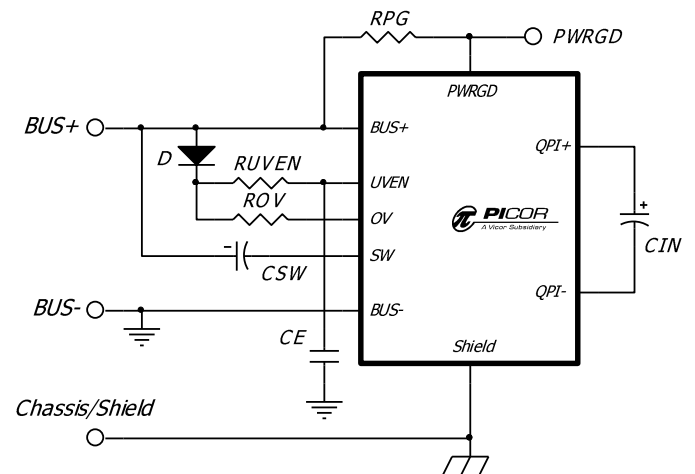 RPG
PWRGD
PWRGD
BUS+
BUS+
D
RUVEN
UVEN
QPI+
ROV
OV
PICOR
A Vicor Subsidiary
-
SW
+
CIN
CSW
BUS-
BUS-
QPI-
CE
Shield
Chassis/Shield